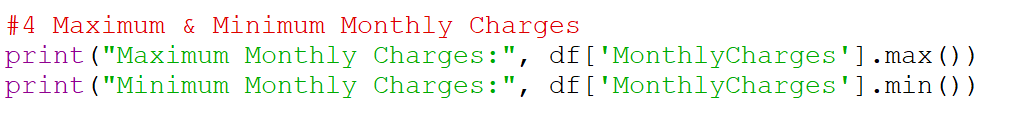 #4 Maximum & Minimum Monthly Charges
print("Maximum Monthly Charges:", df['MonthlyCharges'].max())
print("Minimum Monthly Charges:", df['MonthlyCharges'].min())